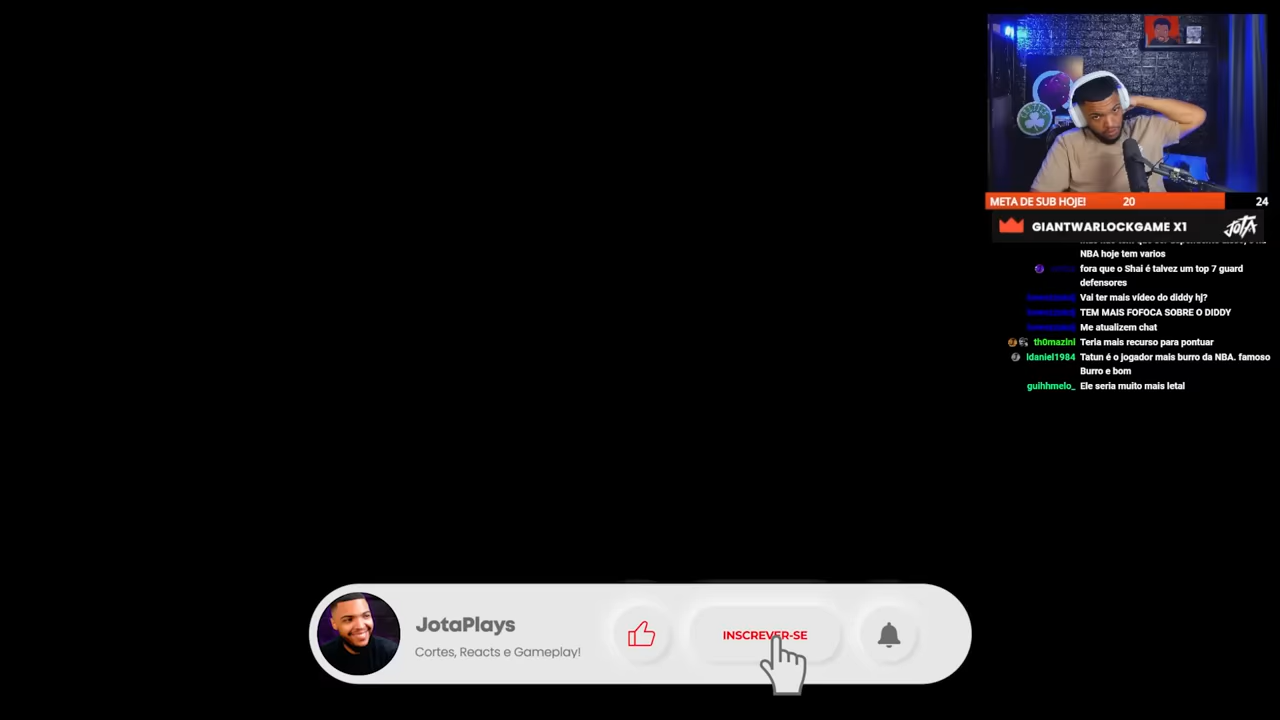 META DE SUB HOJE! 20 24
GIANTWARLOCKGAME X1 JOTA
NBA hoje tem varios
fora que o Shai é talvez um top 7 guard
defensores
Vai ter mais vídeo do diddy hj?
TEM MAIS FOFOCA SOBRE O DIDDY
Me atualizem chat
th0mazini Teria mais recurso para pontuar
ldaniel1984 Tatun é o jogador mais burro da NBA. famoso
Burro e bom
guihhmelo_ Ele seria muito mais letal
JotaPlays
Cortes, Reacts e Gameplay!
INSCREVER-SE